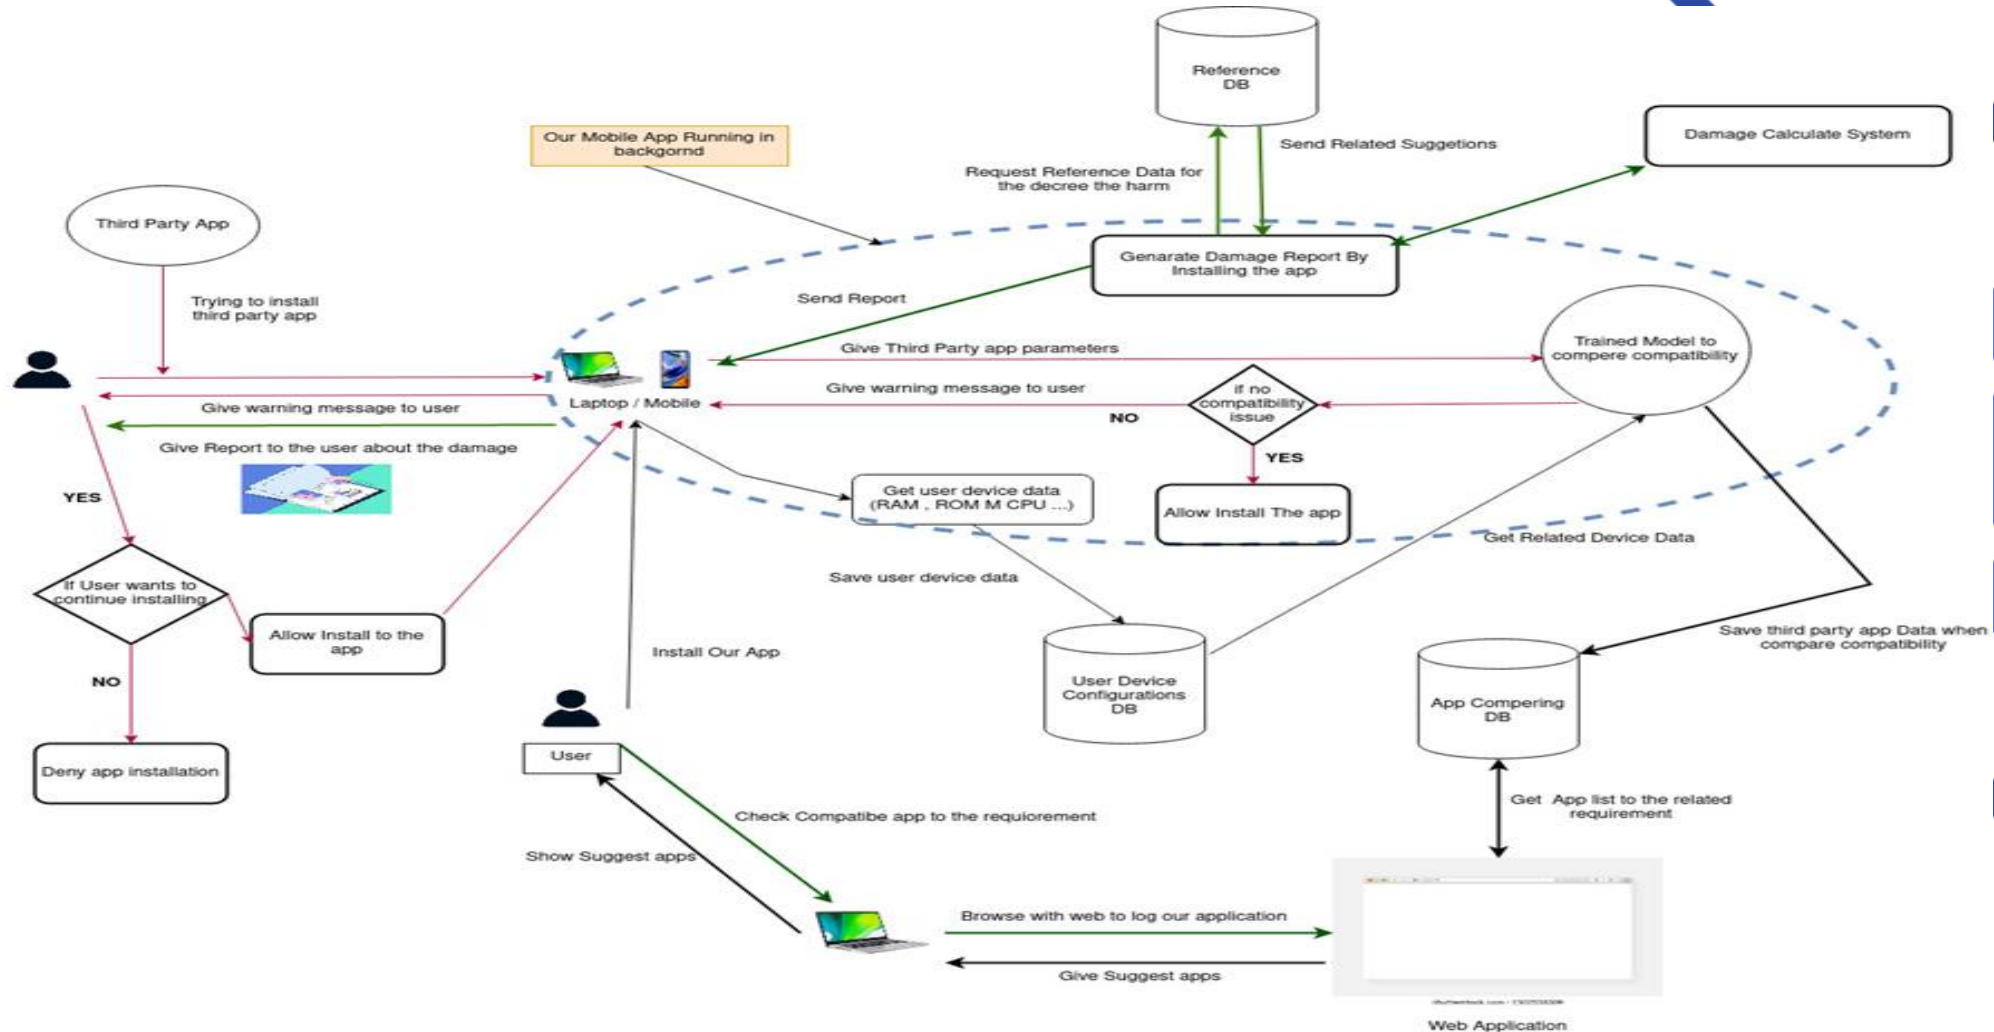 Reference
DB
Our Mobile App Running in
backgornd
Send Related Suggetions
Damage Calculate System
Request Reference Data for
the decree the harm
Third Party App
Genarate Damage Report By
Installing the app
Trying to install
third party app
Send Report
Trained Model to
compere compatibility
Give Third Party app parameters
Give warning message to user
if no
compatibility
issue
Laptop / Mobile
NO
Give warning message to user
Give Report to the user about the damage
YES
YES
Get user device data
(RAM , ROM M CPU ...)
Allow Install The app
Get Related Device Data
Save user device data
If User wants to
continue installing
Allow Install to the
app
Save third party app Data when
compare compatibility
Install Our App
NO
User Device
Configurations
DB
App Compering
DB
User
Deny app installation
Get App list to the related
requirement
Check Compatibe app to the requiorement
Show Suggest apps
Browse with web to log our application
Give Suggest apps
Web Application